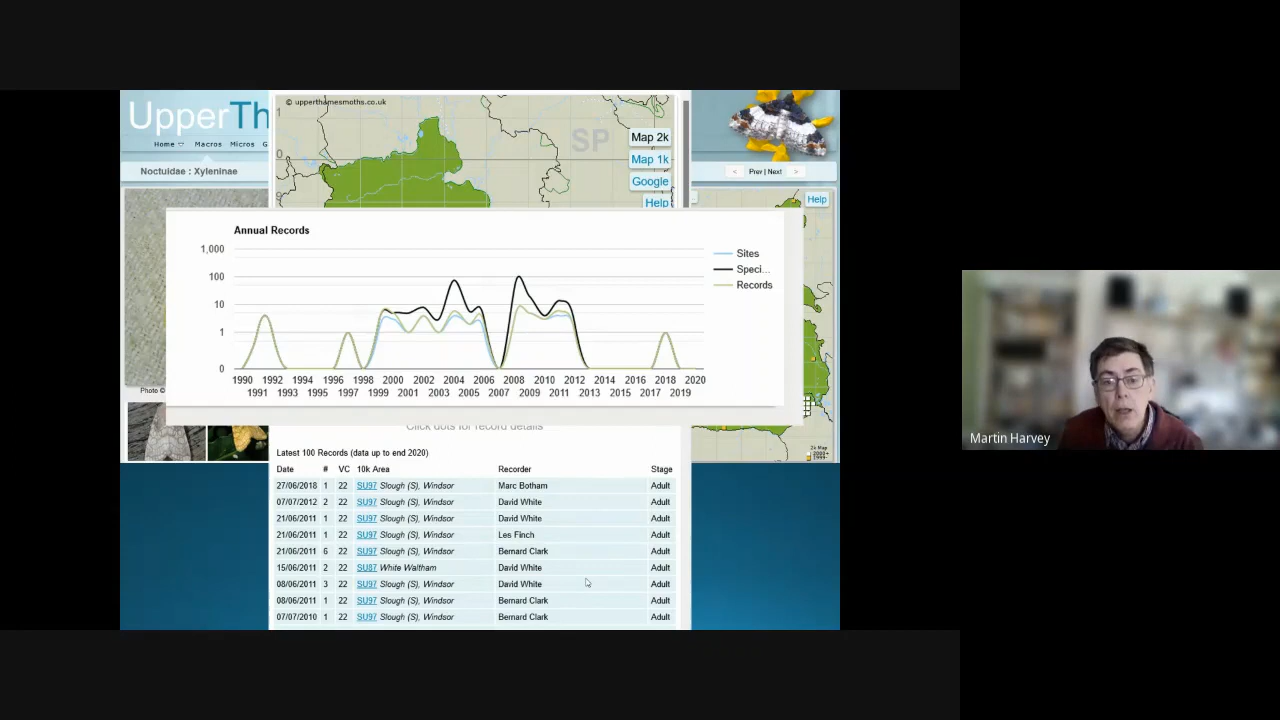 © upperthamesmoths.co.uk
UpperTh
SP
Map 2k
Home Macros Micros G
Map 1k
Noctuidae : Xyleninae
< Prev | Next >
Google
Help
Help
Annual Records
1,000
100
10
1
0
Sites
Speci...
Records
1990 1992 1994 1996 1998 2000 2002 2004 2006 2008 2010 2012 2014 2016 2018 2020
1991 1993 1995 1997 1999 2001 2003 2005 2007 2009 2011 2013 2015 2017 2019
Photo ©
Click dots for record details
2k Map
2000+
Latest 100 Records (data up to end 2020)
Date # VC 10k Area Recorder Stage
27/06/2018 1 22 SU97 Slough (S), Windsor Marc Botham Adult
07/07/2012 2 22 SU97 Slough (S), Windsor David White Adult
21/06/2011 1 22 SU97 Slough (S), Windsor David White Adult
21/06/2011 1 22 SU97 Slough (S), Windsor Les Finch Adult
21/06/2011 6 22 SU97 Slough (S), Windsor Bernard Clark Adult
15/06/2011 2 22 SU87 White Waltham David White Adult
08/06/2011 3 22 SU97 Slough (S), Windsor David White Adult
08/06/2011 1 22 SU97 Slough (S), Windsor Bernard Clark Adult
07/07/2010 1 22 SU97 Slough (S), Windsor Bernard Clark Adult
Martin Harvey